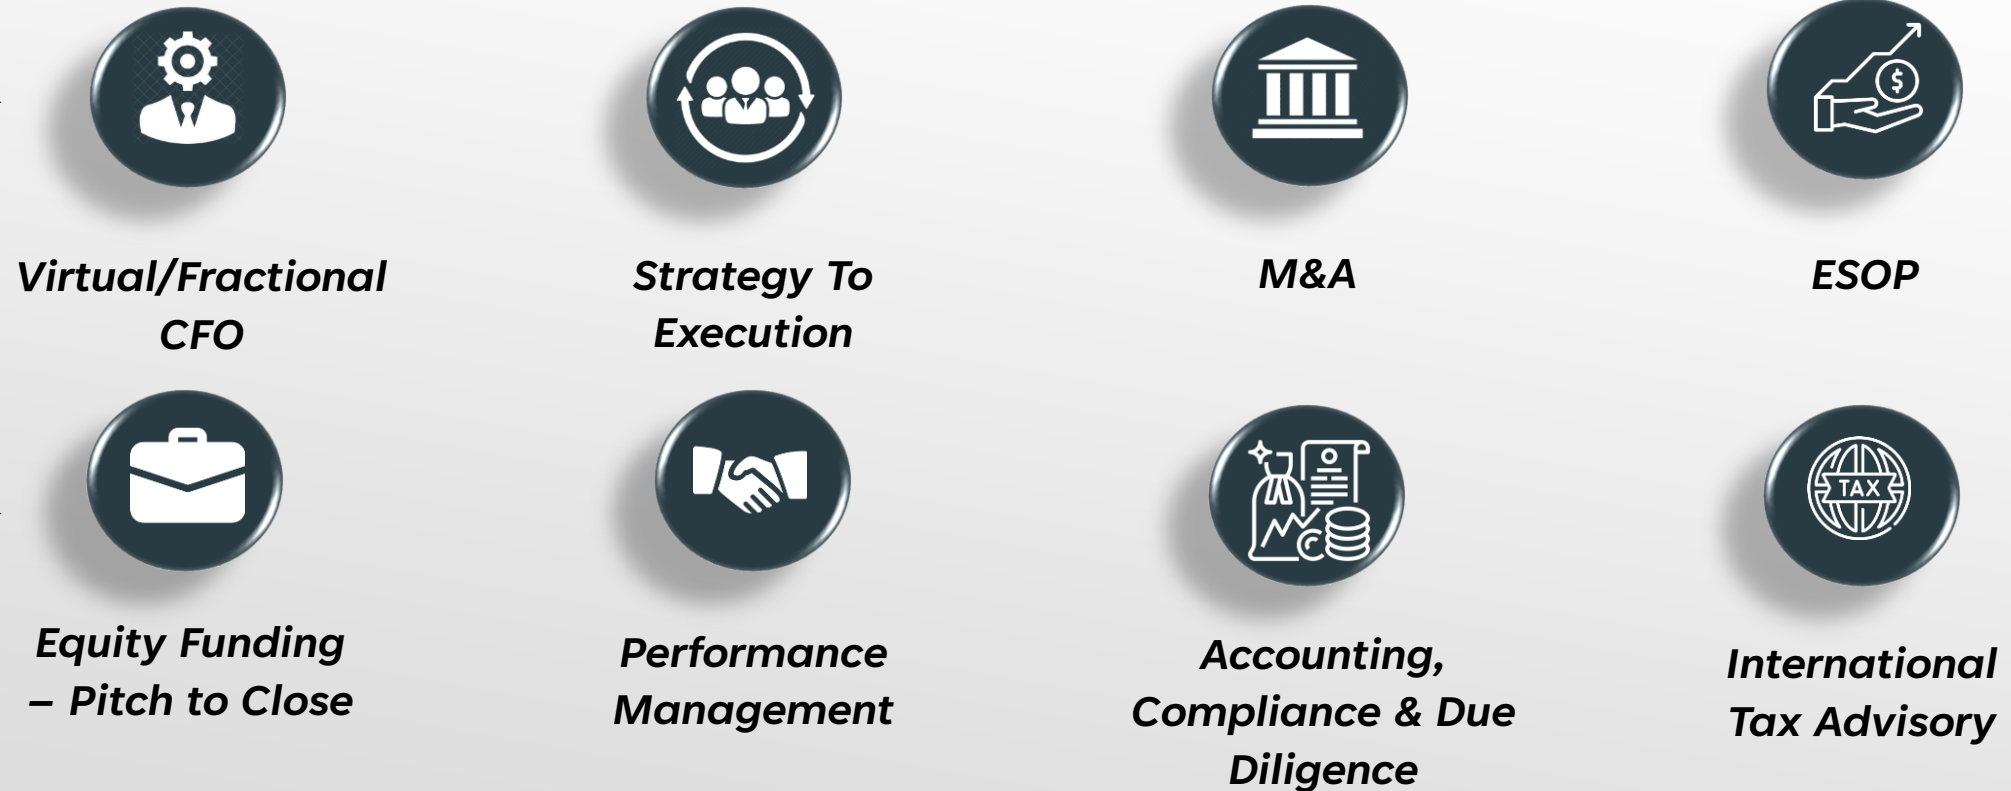 Virtual/Fractional
CFO
Strategy To
Execution
M&A
$
ESOP
Equity Funding
– Pitch to Close
Performance
Management
Accounting,
Compliance & Due
Diligence
TAX
International
Tax Advisory